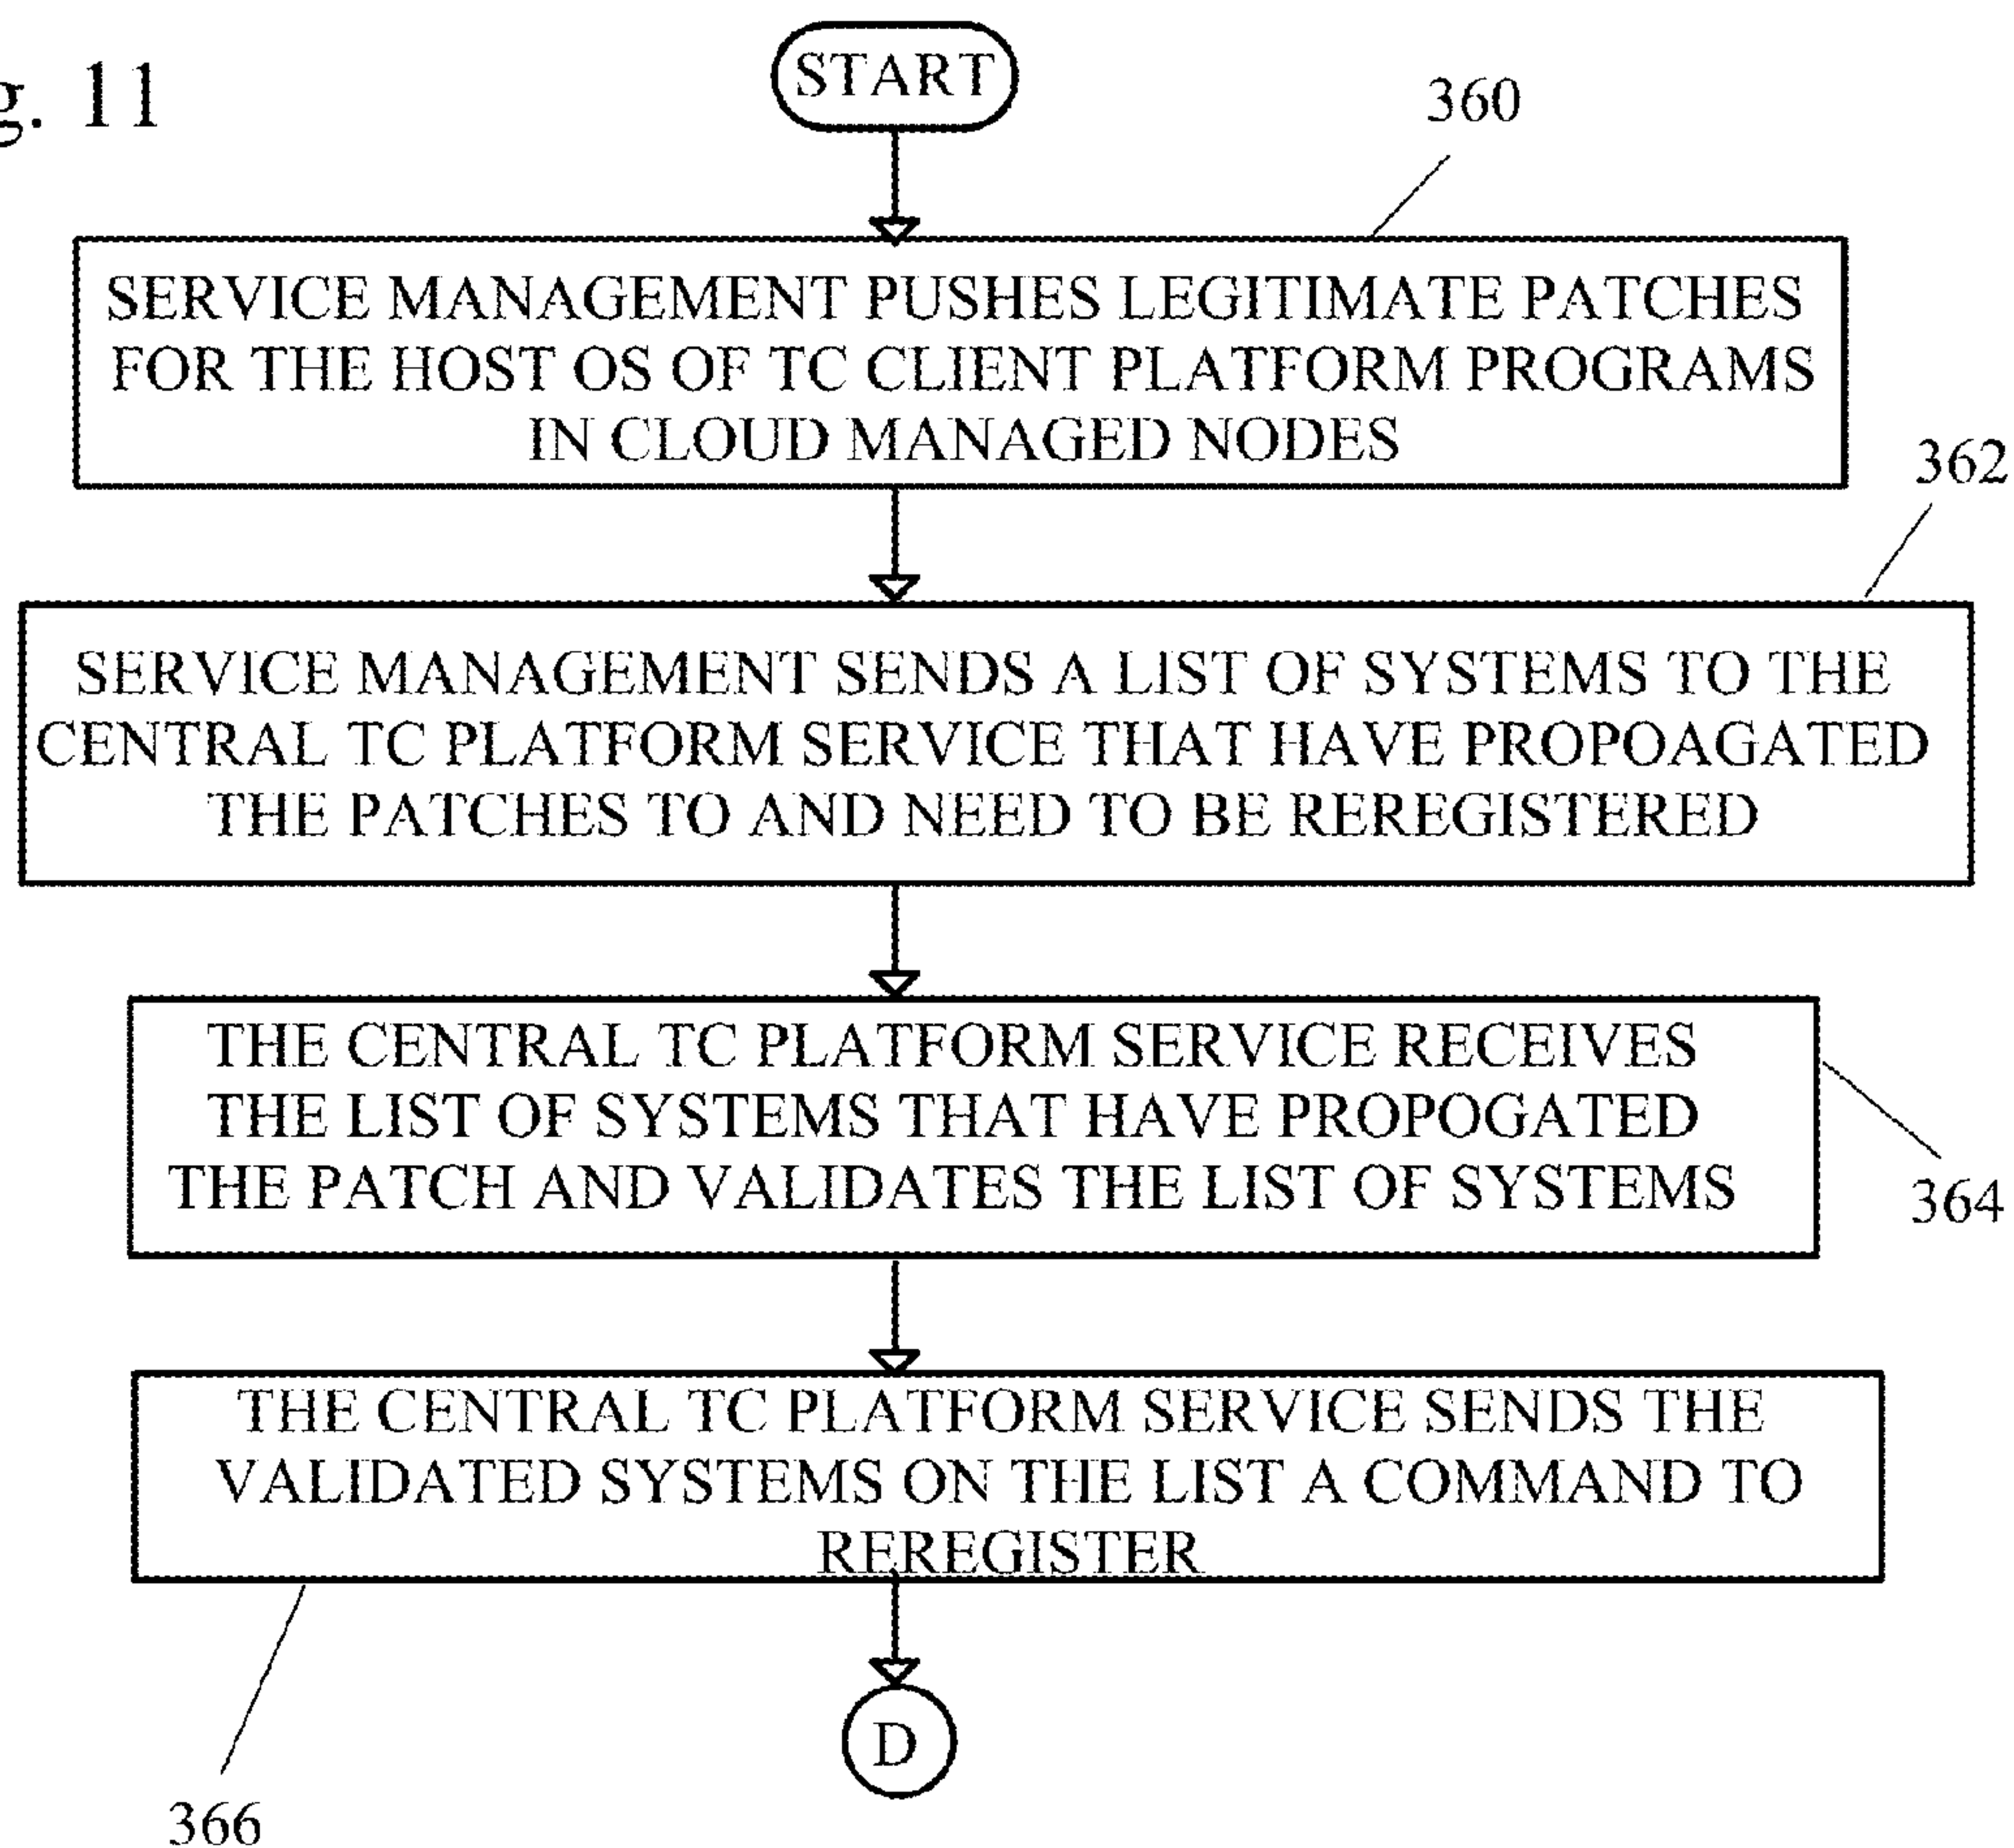 g. 11
START
360
SERVICE MANAGEMENT PUSHES LEGITIMATE PATCHES
FOR THE HOST OS OF TC CLIENT PLATFORM PROGRAMS
IN CLOUD MANAGED NODES
362
SERVICE MANAGEMENT SENDS A LIST OF SYSTEMS TO THE
CENTRAL TC PLATFORM SERVICE THAT HAVE PROPOAGATED
THE PATCHES TO AND NEED TO BE REREGISTERED
THE CENTRAL TC PLATFORM SERVICE RECEIVES
THE LIST OF SYSTEMS THAT HAVE PROPOGATED
THE PATCH AND VALIDATES THE LIST OF SYSTEMS
364
THE CENTRAL TC PLATFORM SERVICE SENDS THE
VALIDATED SYSTEMS ON THE LIST A COMMAND TO
REREGISTER
D
366